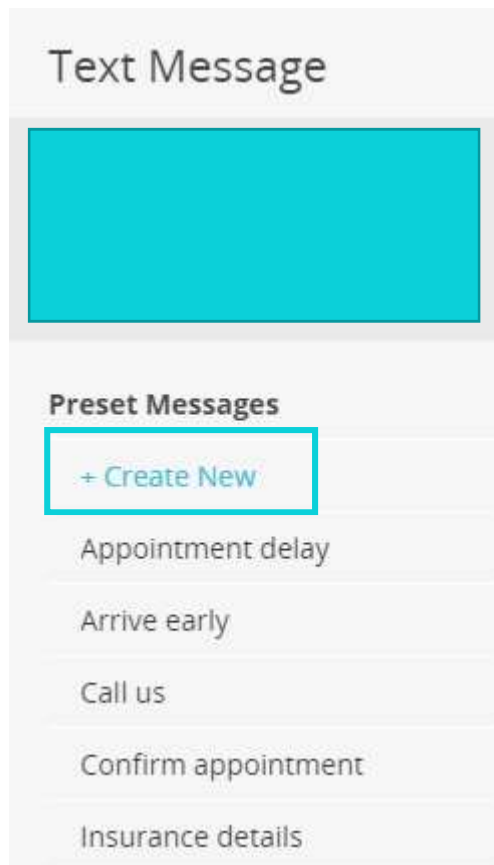 Text Message
Preset Messages
+ Create New
Appointment delay
Arrive early
Call us
Confirm appointment
Insurance details